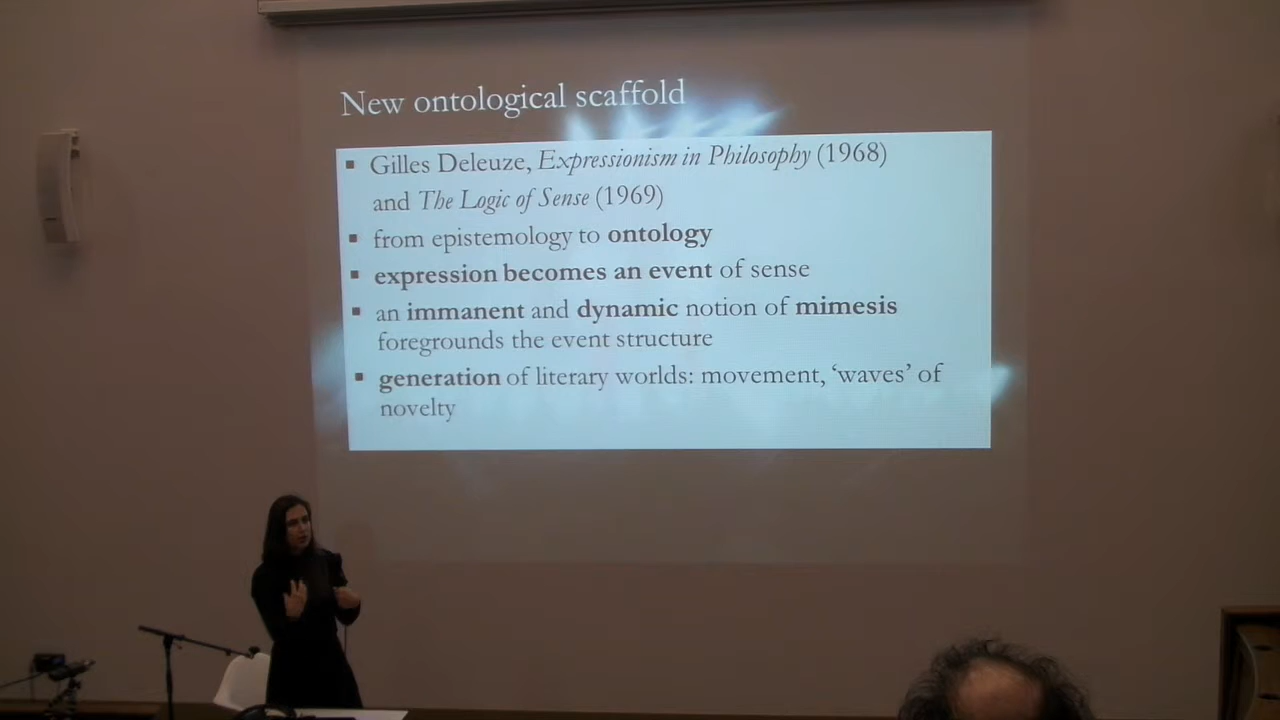 New ontological scaffold
▪ Gilles Deleuze, Expressionism in Philosophy (1968)
and The Logic of Sense (1969)
▪ from epistemology to ontology
▪ expression becomes an event of sense
▪ an immanent and dynamic notion of mimesis
foregrounds the event structure
▪ generation of literary worlds: movement, ‘waves’ of
novelty